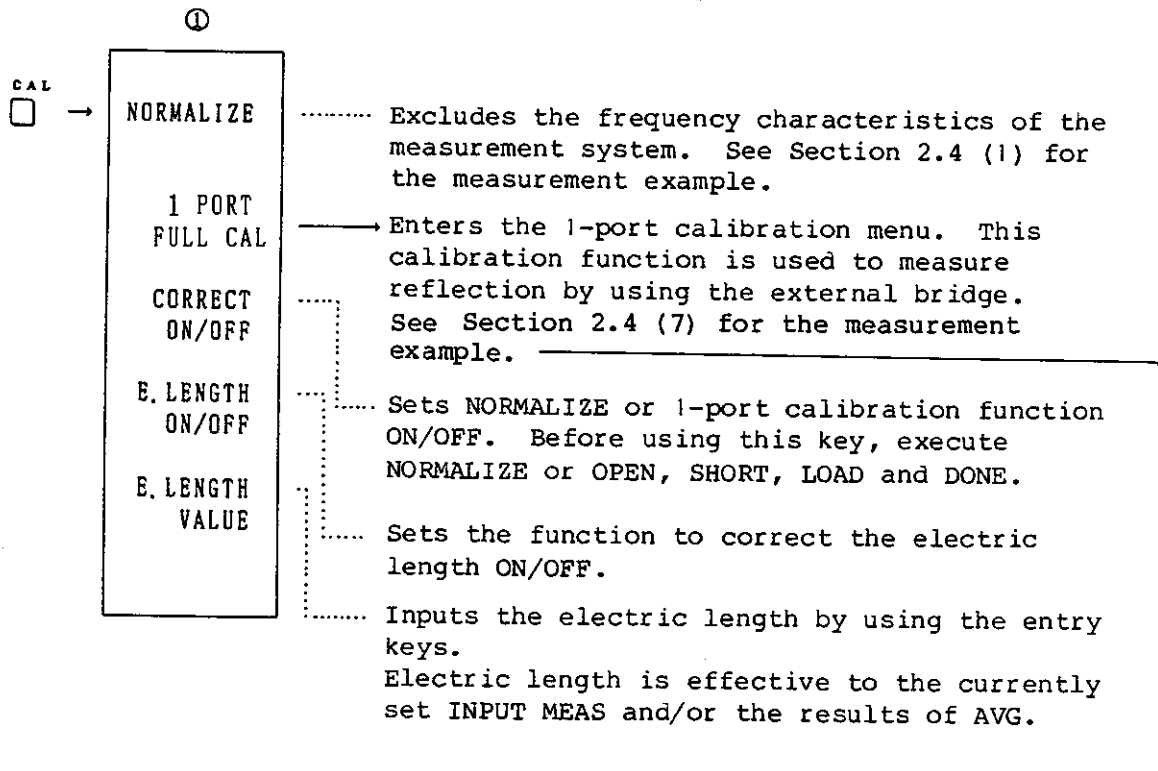 ①
CAL
NORMALIZE
Excludes the frequency characteristics of the
measurement system. See Section 2.4 (1) for
the measurement example.
1 PORT
FULL CAL
Enters the 1-port calibration menu. This
calibration function is used to measure
reflection by using the external bridge.
See Section 2.4 (7) for the measurement
example.
CORRECT
ON/OFF
Sets NORMALIZE or 1-port calibration function
ON/OFF. Before using this key, execute
NORMALIZE or OPEN, SHORT, LOAD and DONE.
E. LENGTH
ON/OFF
Sets the function to correct the electric
length ON/OFF.
E. LENGTH
VALUE
Inputs the electric length by using the entry
keys.
Electric length is effective to the currently
set INPUT MEAS and/or the results of AVG.